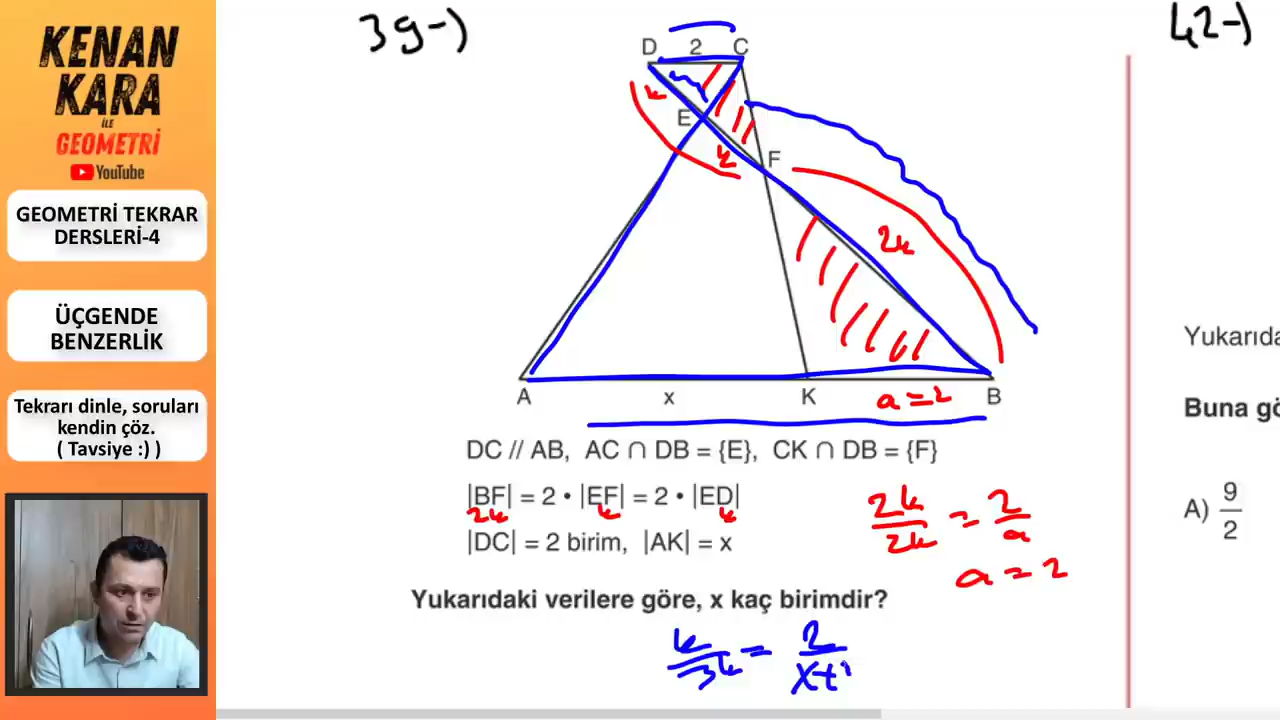 KENAN
KARA
İLE
GEOMETRİ
YouTube
GEOMETRİ TEKRAR
DERSLERİ-4
ÜÇGENDE
BENZERLİK
Tekrarı dinle, soruları
kendin çöz.
( Tavsiye :) )
39-)
D 2 C
k
E
k F
2k
A x K a=2 B
DC // AB, AC ∩ DB = {E}, CK ∩ DB = {F}
|BF| = 2 • |EF| = 2 • |ED|
2k k k
|DC| = 2 birim, |AK| = x
2k/2k = 2/a
a = 2
Yukarıdaki verilere göre, x kaç birimdir?
k/3k = 2/x+
42-)
Yukarıda
Buna gö
A) 9/2